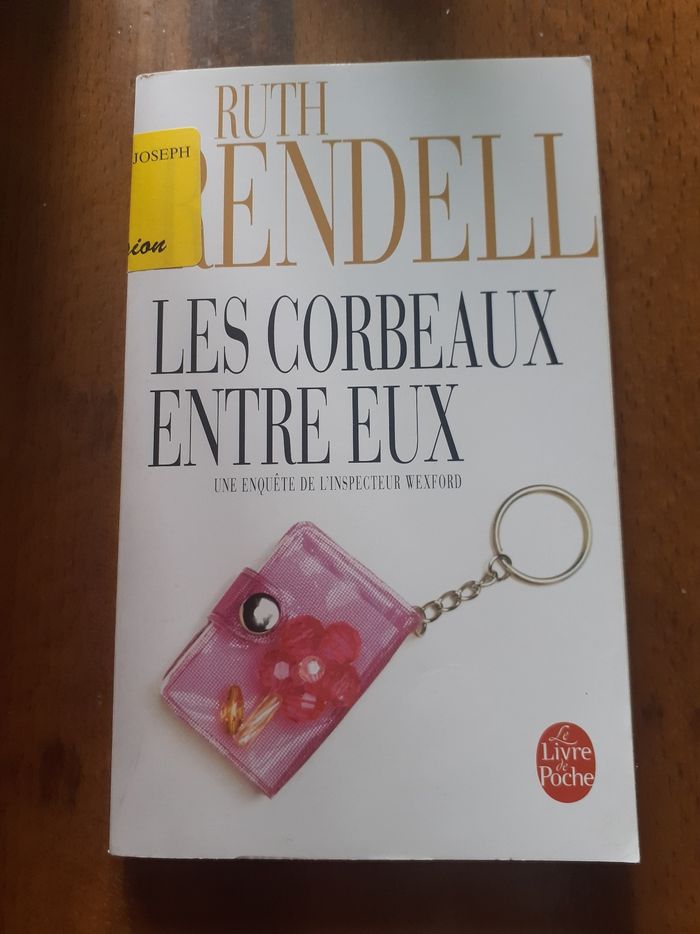 RUTH
RENDELL
JOSEPH
LES CORBEAUX
ENTRE EUX
UNE ENQUÊTE DE L'INSPECTEUR WEXFORD
Le
Livre
de
Poche